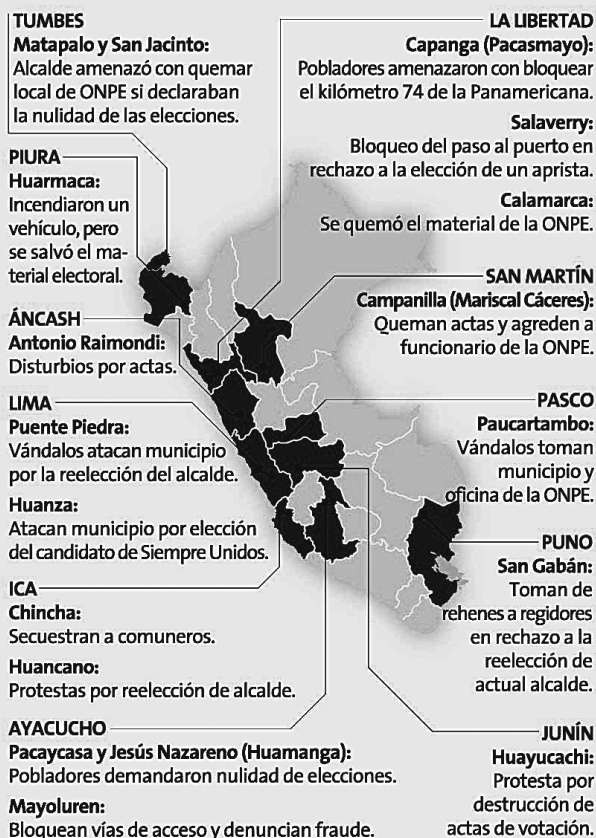 TUMBES
Matapalo y San Jacinto:
Alcalde amenazó con quemar
local de ONPE si declaraban
la nulidad de las elecciones.
PIURA
Huarmaca:
Incendiaron un
vehículo, pero
se salvó el ma-
terial electoral.
ÁNCASH
Antonio Raimondi:
Disturbios por actas.
LIMA
Puente Piedra:
Vándalos atacan municipio
por la reelección del alcalde.
Huanza:
Atacan municipio por elección
del candidato de Siempre Unidos.
ICA
Chincha:
Secuestran a comuneros.
Huancano:
Protestas por reelección de alcalde.
AYACUCHO
Pacaycasa y Jesús Nazareno (Huamanga):
Pobladores demandaron nulidad de elecciones.
Mayoluren:
Bloquean vías de acceso y denuncian fraude.
LA LIBERTAD
Capanga (Pacasmayo):
Pobladores amenazaron con bloquear
el kilómetro 74 de la Panamericana.
Salaverry:
Bloqueo del paso al puerto en
rechazo a la elección de un aprista.
Calamarca:
Se quemó el material de la ONPE.
SAN MARTÍN
Campanilla (Mariscal Cáceres):
Queman actas y agreden a
funcionario de la ONPE.
PASCO
Paucartambo:
Vándalos toman
municipio y
oficina de la ONPE.
PUNO
San Gabán:
Toman de
rehenes a regidores
en rechazo a la
reelección de
actual alcalde.
JUNÍN
Huayucachi:
Protesta por
destrucción de
actas de votación.